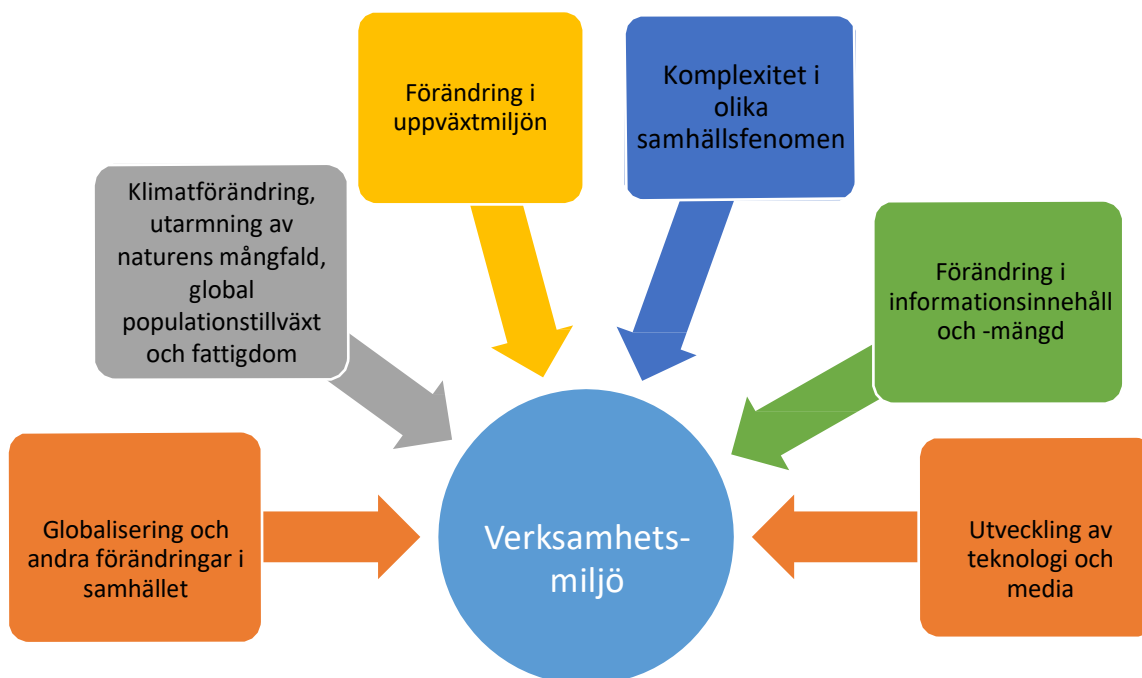 Förändring i
uppväxtmiljön
Komplexitet i
olika
samhällsfenomen
Klimatförändring,
utarmning av
naturens mångfald,
global
populationstillväxt
och fattigdom
Förändring i
informationsinnehåll
och -mängd
Globalisering och
andra förändringar i
samhället
Verksamhets-
miljö
Utveckling av
teknologi och
media